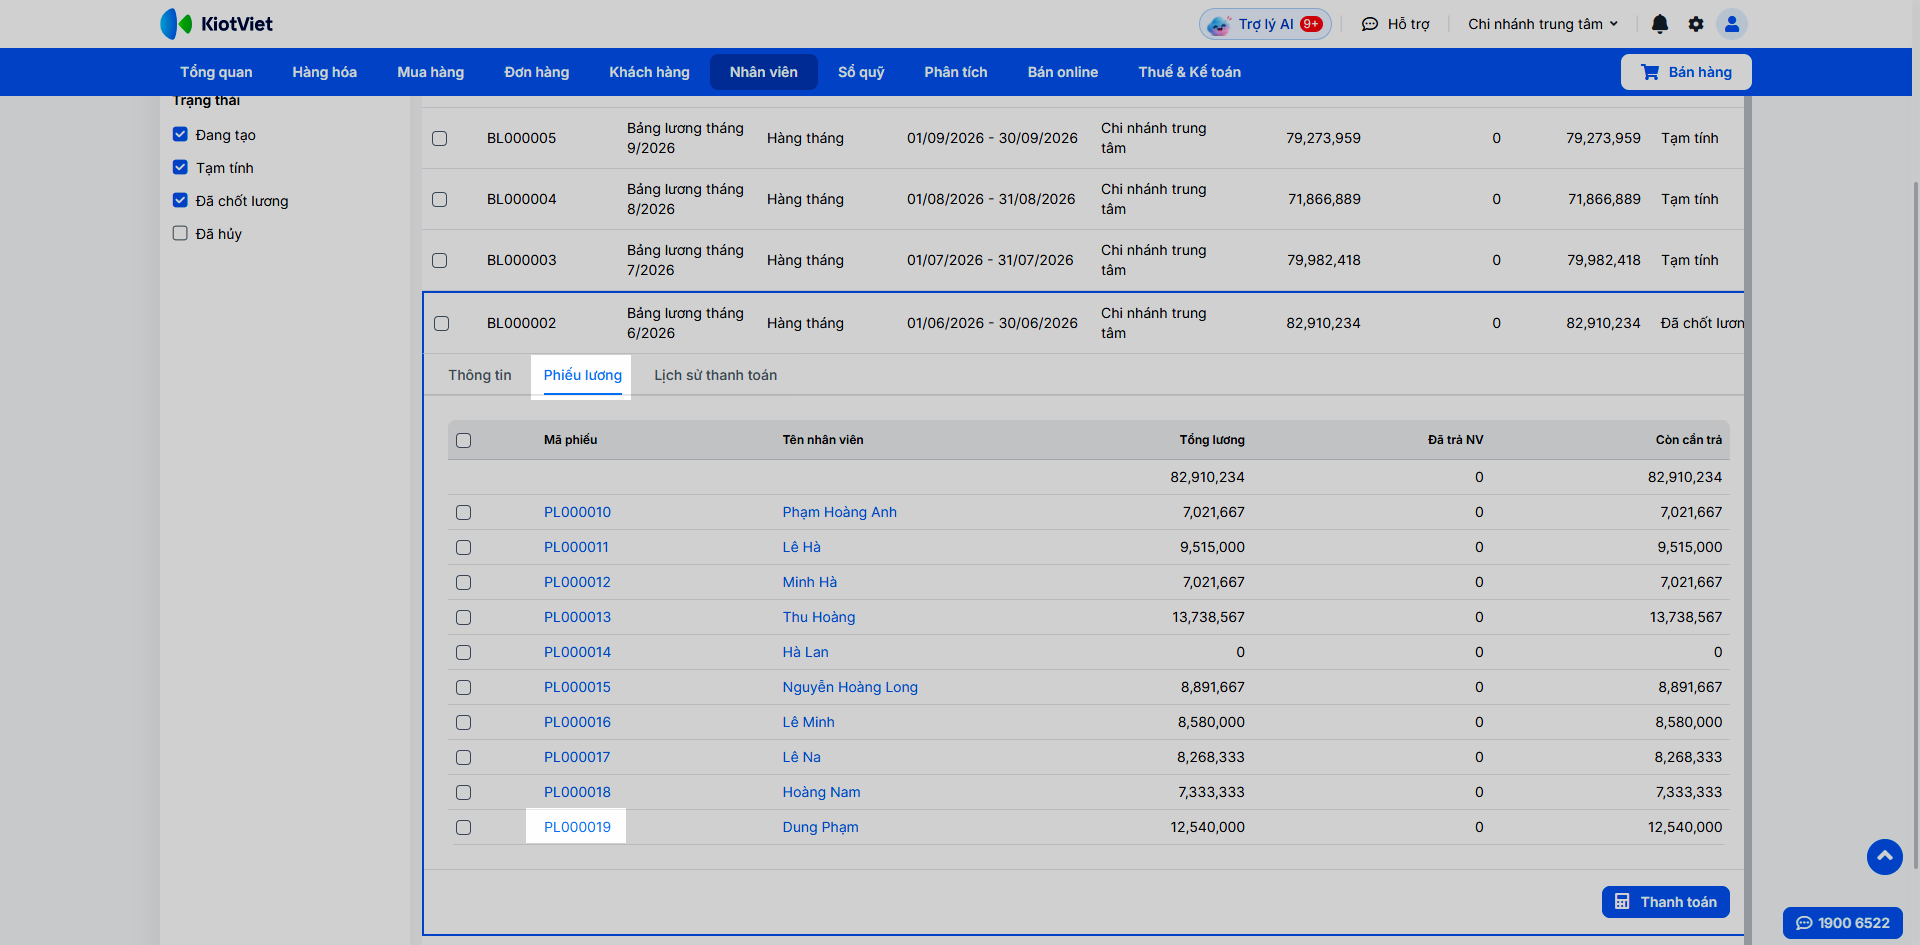 KiotViet
Trợ lý AI 9+
Hỗ trợ
Chi nhánh trung tâm
Tổng quan
Hàng hóa
Mua hàng
Đơn hàng
Khách hàng
Nhân viên
Sổ quỹ
Phân tích
Bán online
Thuế & Kế toán
Bán hàng
Trạng thái
Đang tạo
Tạm tính
Đã chốt lương
Đã hủy
BL000005 Bảng lương tháng 9/2026 Hàng tháng 01/09/2026 - 30/09/2026 Chi nhánh trung tâm 79,273,959 0 79,273,959 Tạm tính
BL000004 Bảng lương tháng 8/2026 Hàng tháng 01/08/2026 - 31/08/2026 Chi nhánh trung tâm 71,866,889 0 71,866,889 Tạm tính
BL000003 Bảng lương tháng 7/2026 Hàng tháng 01/07/2026 - 31/07/2026 Chi nhánh trung tâm 79,982,418 0 79,982,418 Tạm tính
BL000002 Bảng lương tháng 6/2026 Hàng tháng 01/06/2026 - 30/06/2026 Chi nhánh trung tâm 82,910,234 0 82,910,234 Đã chốt lươn
Thông tin
Phiếu lương
Lịch sử thanh toán
Mã phiếu Tên nhân viên Tổng lương Đã trả NV Còn cần trả
82,910,234 0 82,910,234
PL000010 Phạm Hoàng Anh 7,021,667 0 7,021,667
PL000011 Lê Hà 9,515,000 0 9,515,000
PL000012 Minh Hà 7,021,667 0 7,021,667
PL000013 Thu Hoàng 13,738,567 0 13,738,567
PL000014 Hà Lan 0 0 0
PL000015 Nguyễn Hoàng Long 8,891,667 0 8,891,667
PL000016 Lê Minh 8,580,000 0 8,580,000
PL000017 Lê Na 8,268,333 0 8,268,333
PL000018 Hoàng Nam 7,333,333 0 7,333,333
PL000019 Dung Phạm 12,540,000 0 12,540,000
Thanh toán
1900 6522